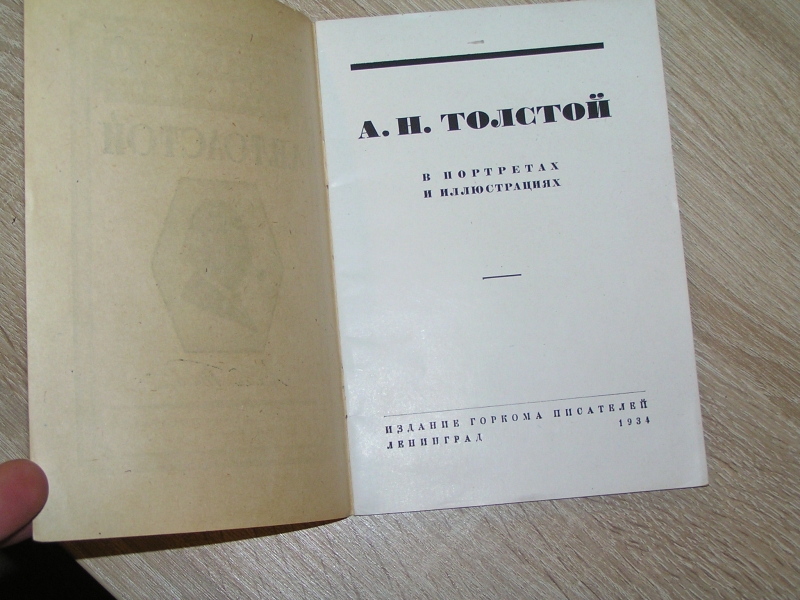 А. Н. ТОЛСТОЙ
В ПОРТРЕТАХ
И ИЛЛЮСТРАЦИЯХ
ИЗДАНИЕ ГОРКОМА ПИСАТЕЛЕЙ
ЛЕНИНГРАД 1934